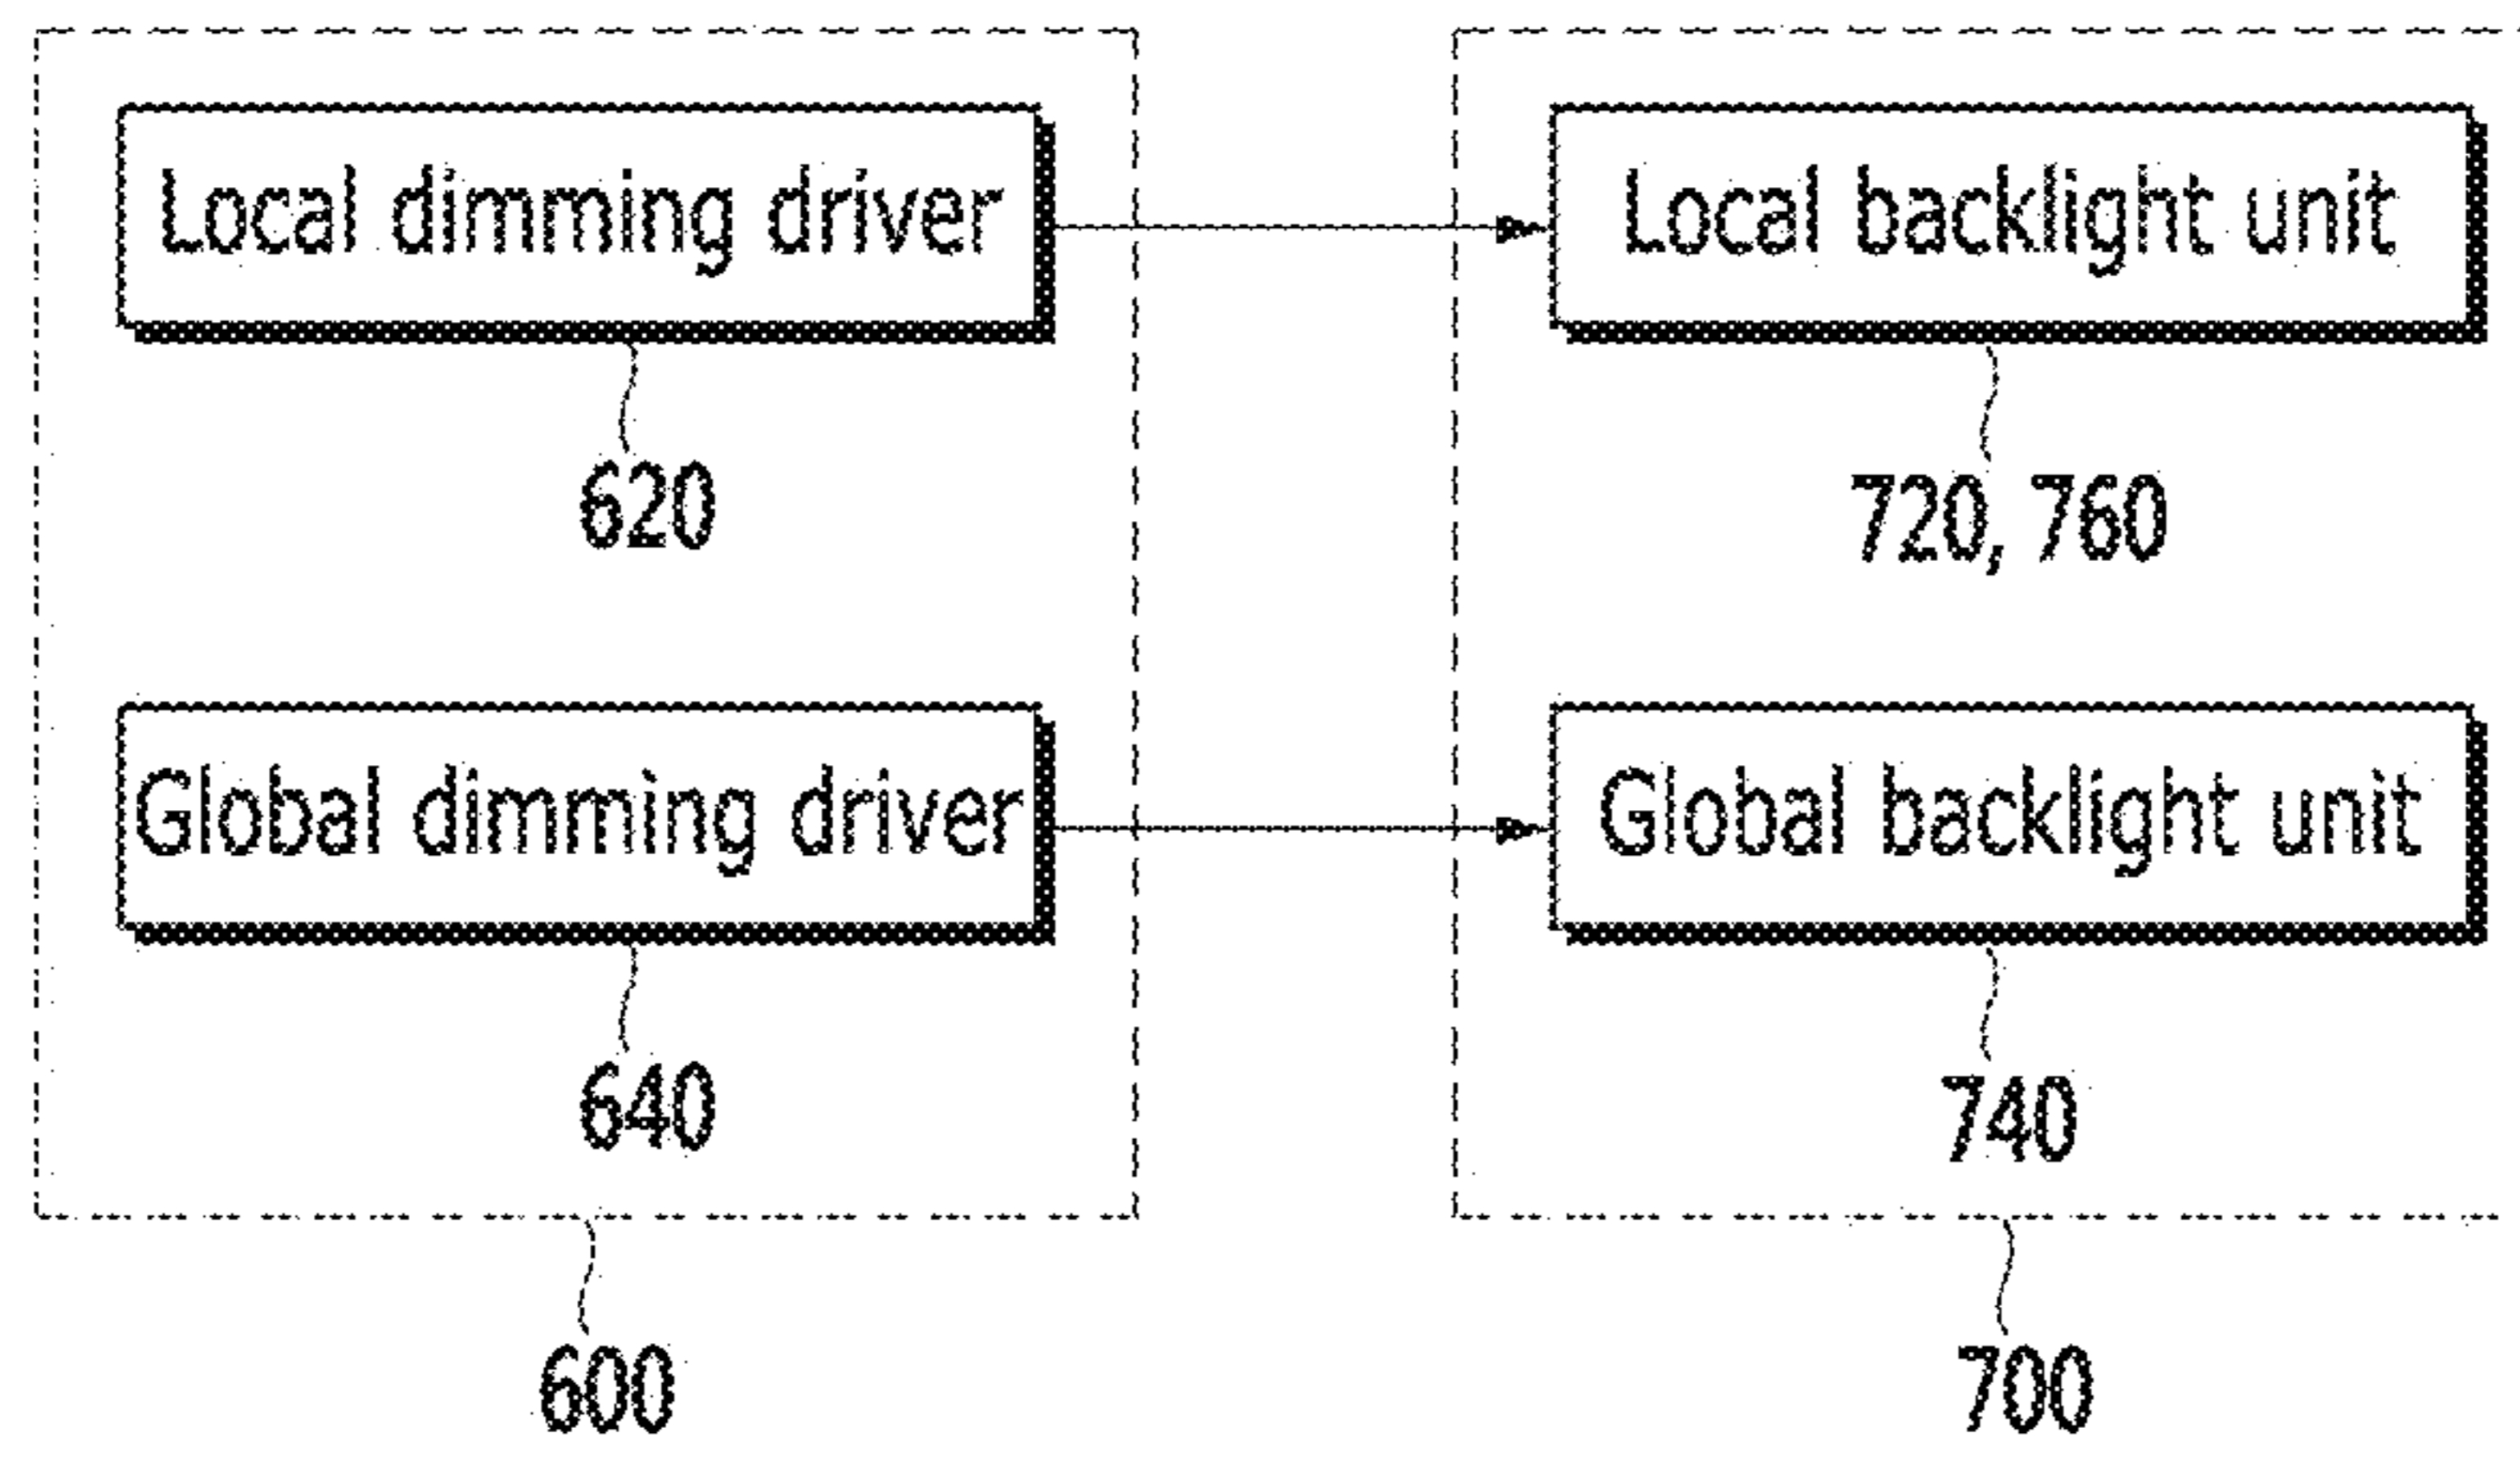 Local dimming driver
Local backlight unit
620
720, 760
Global dimming driver
Global backlight unit
640
740
600
700